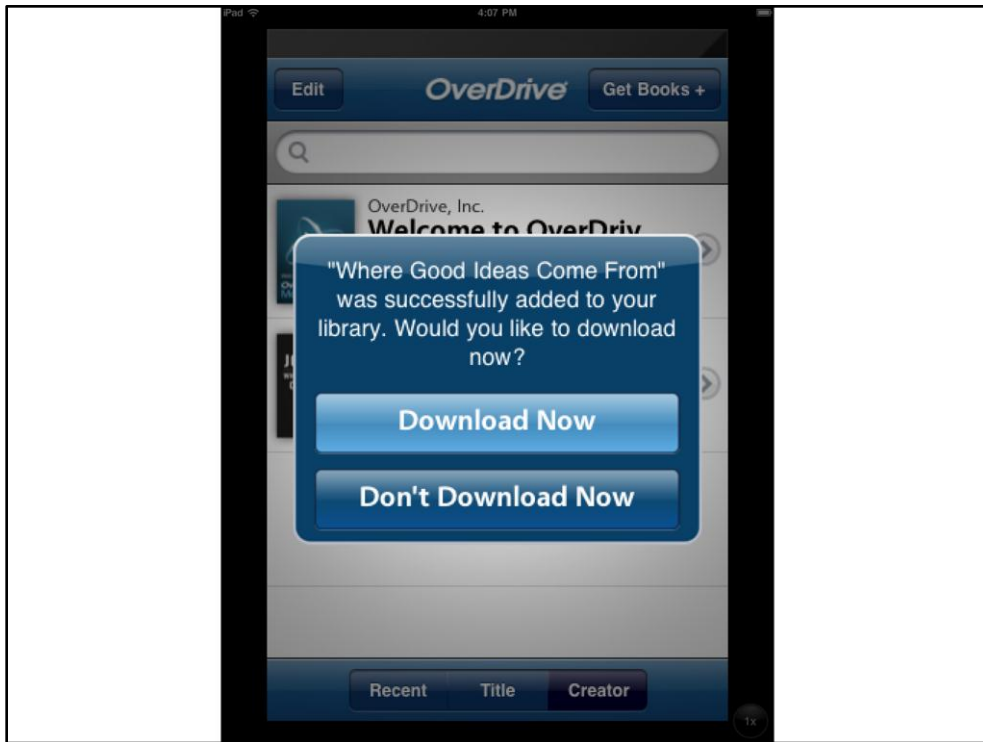 iPad 4:07 PM
Edit OverDrive Get Books +
OverDrive, Inc.
Welcome to OverDriv
"Where Good Ideas Come From"
was successfully added to your
library. Would you like to download
now?
Download Now
Don't Download Now
Recent Title Creator
1x